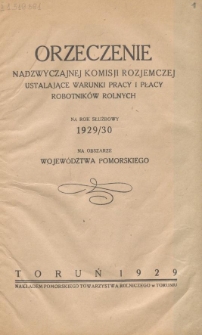 ORZECZENIE
NADZWYCZAJNEJ KOMISJI ROZJEMCZEJ
USTALAJĄCE WARUNKI PRACY I PŁACY
ROBOTNIKÓW ROLNYCH
NA ROK SŁUŻBOWY
1929/30
NA OBSZARZE
WOJEWÓDZTWA POMORSKIEGO
TORUŃ 1929
NAKŁADEM POMORSKIEGO TOWARZYSTWA ROLNICZEGO w TORUNIU